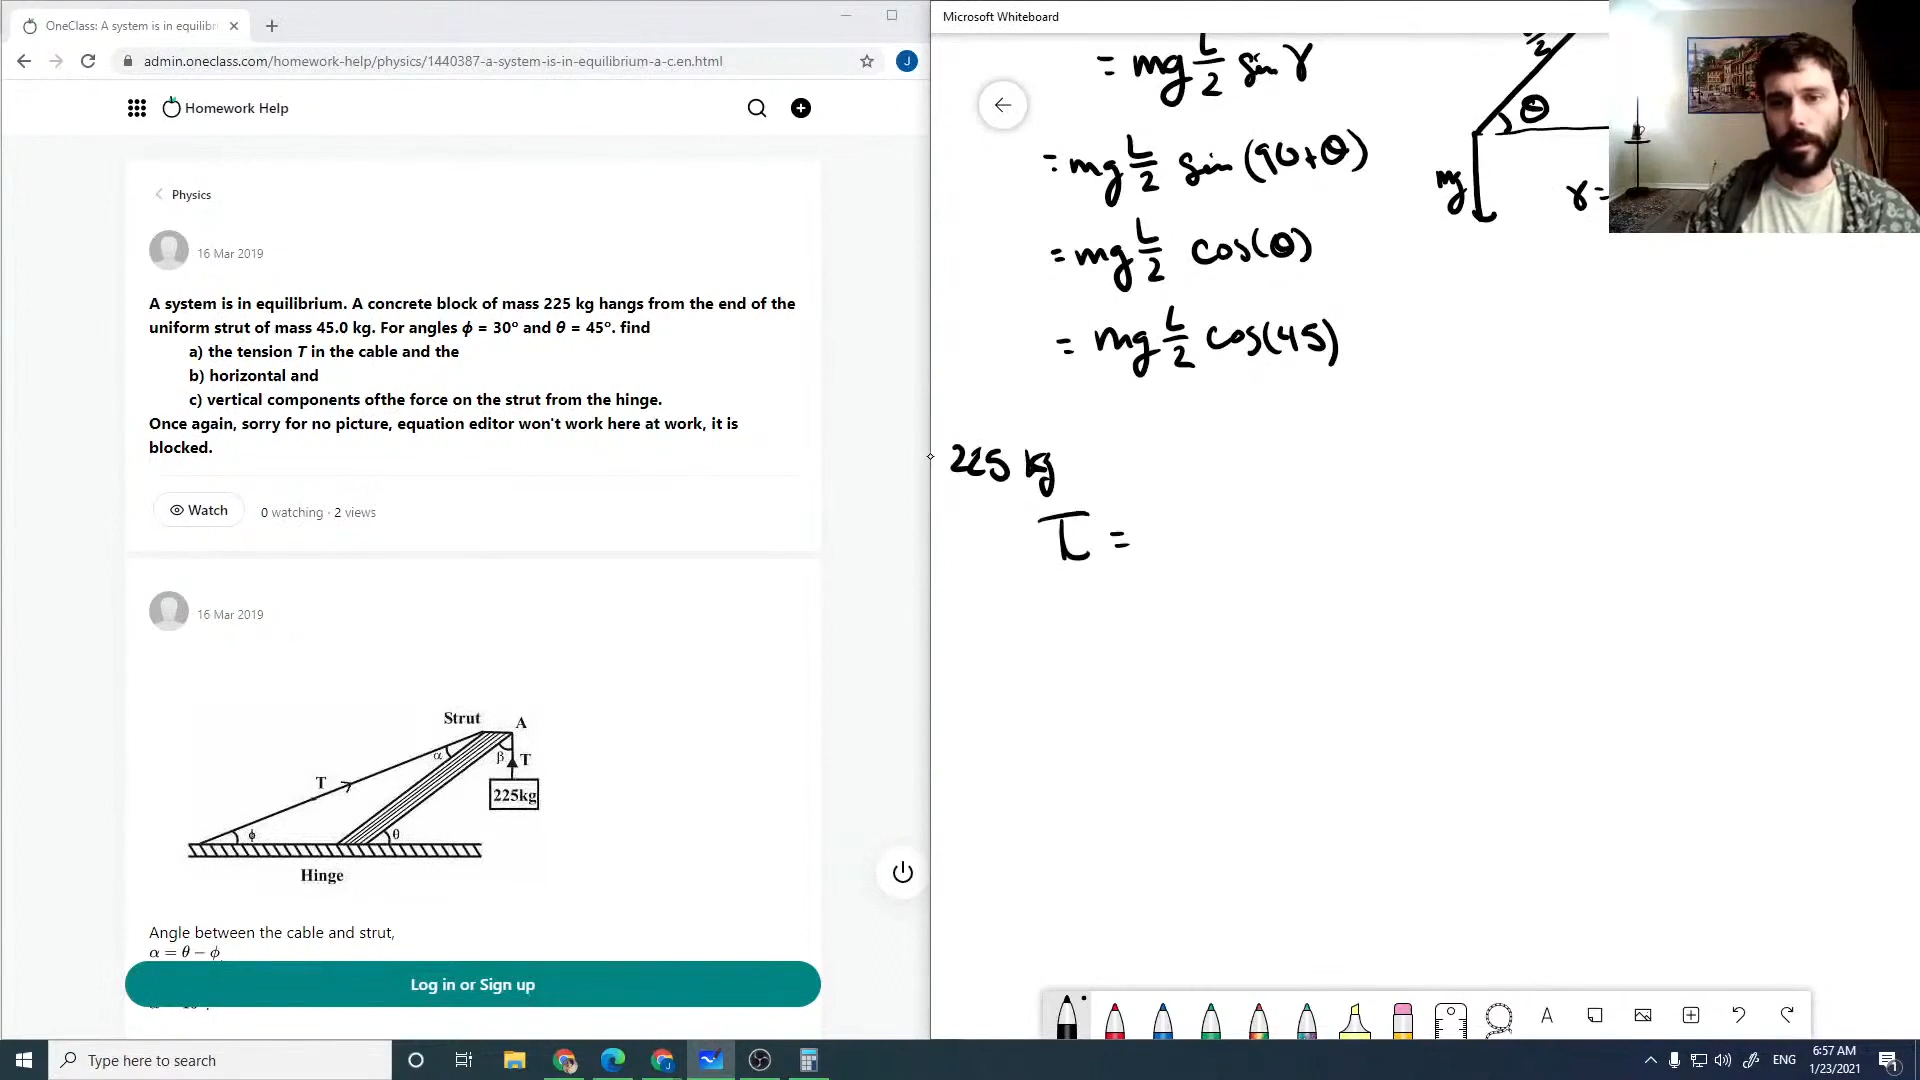 OneClass: A system is in equilibr
admin.oneclass.com/homework-help/physics/1440387-a-system-is-in-equilibrium-a-c.en.html
J
Homework Help
Physics
16 Mar 2019
A system is in equilibrium. A concrete block of mass 225 kg hangs from the end of the
uniform strut of mass 45.0 kg. For angles ϕ = 30º and θ = 45º. find
a) the tension T in the cable and the
b) horizontal and
c) vertical components ofthe force on the strut from the hinge.
Once again, sorry for no picture, equation editor won't work here at work, it is
blocked.
Watch
0 watching · 2 views
16 Mar 2019
Strut
A
α
β
T
T
225kg
ϕ
θ
Hinge
Angle between the cable and strut,
α = θ − ϕ
Log in or Sign up
Microsoft Whiteboard
= mg L/2 sin γ
= mg L/2 sin (90+θ)
= mg L/2 cos(θ)
= mg L/2 cos(45)
θ
mg
γ =
225 kg
τ =
A
Type here to search
ENG
6:57 AM
1/23/2021
1